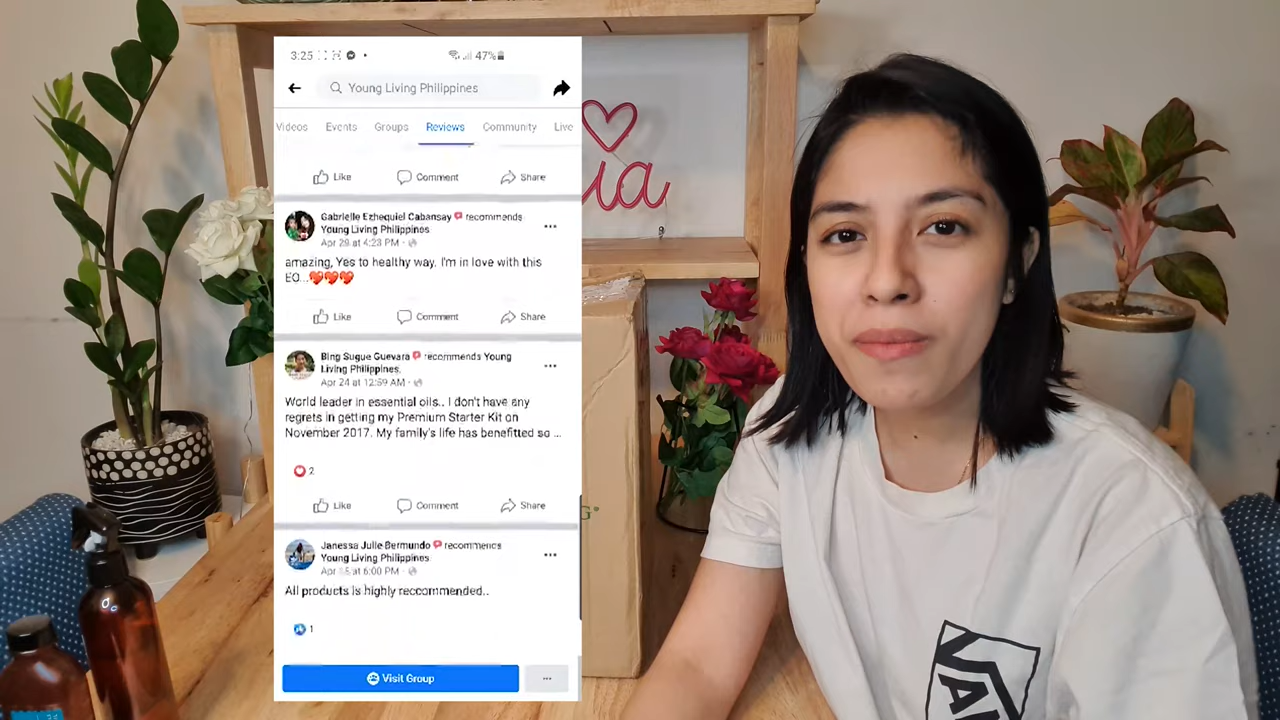 3:25
47%
Young Living Philippines
Videos Events Groups Reviews Community Live
Like Comment Share
Gabrielle Ezhequiel Cabansay recommends
Young Living Philippines
Apr 29 at 4:23 PM
amazing, Yes to healthy way. I'm in love with this
EO...
Like Comment Share
Bing Sugue Guevara recommends Young
Living Philippines.
Apr 24 at 12:59 AM
World leader in essential oils.. I don't have any
regrets in getting my Premium Starter Kit on
November 2017. My family's life has benefitted so ...
2
Like Comment Share
Janessa Julie Bermundo recommends
Young Living Philippines
at 6:00 PM
All products is highly reccommended..
1
Visit Group
G